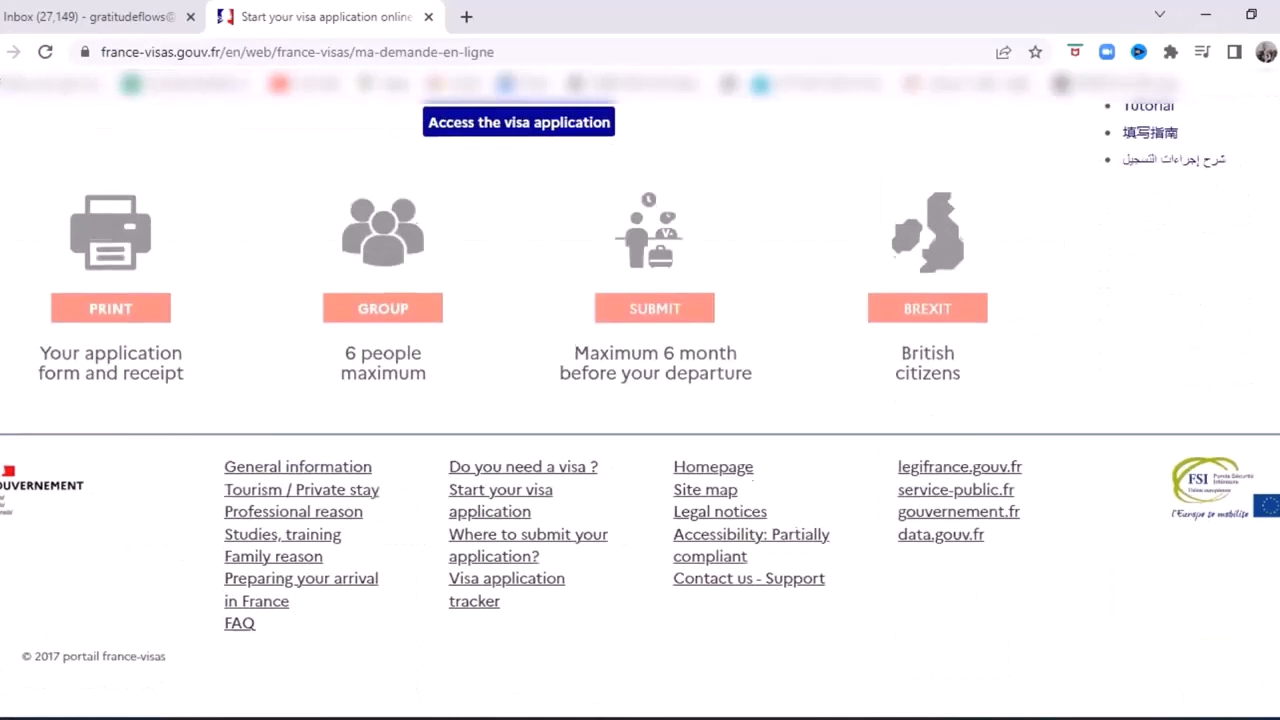 Inbox (27,149) - gratitudeflows@
Start your visa application online
france-visas.gouv.fr/en/web/france-visas/ma-demande-en-ligne
Access the visa application
Tutorial
填写指南
شرح إجراءات التسجيل
PRINT
Your application
form and receipt
GROUP
6 people
maximum
SUBMIT
Maximum 6 month
before your departure
BREXIT
British
citizens
OUVERNEMENT
General information
Tourism / Private stay
Professional reason
Studies, training
Family reason
Preparing your arrival
in France
FAQ
Do you need a visa ?
Start your visa
application
Where to submit your
application?
Visa application
tracker
Homepage
Site map
Legal notices
Accessibility: Partially
compliant
Contact us - Support
legifrance.gouv.fr
service-public.fr
gouvernement.fr
data.gouv.fr
FSI
Fonds Sécurité
Intérieure
Union européenne
l'Europe se mobilise
© 2017 portail france-visas